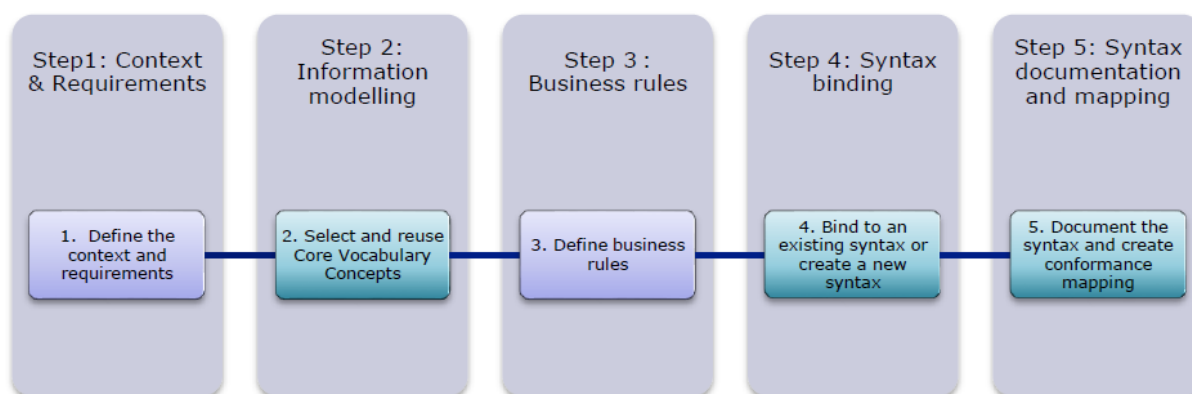 Step1: Context
& Requirements
Step 2:
Information
modelling
Step 3 :
Business rules
Step 4: Syntax
binding
Step 5: Syntax
documentation
and mapping
1. Define the
context and
requirements
2. Select and reuse
Core Vocabulary
Concepts
3. Define business
rules
4. Bind to an
existing syntax or
create a new
syntax
5. Document the
syntax and create
conformance
mapping